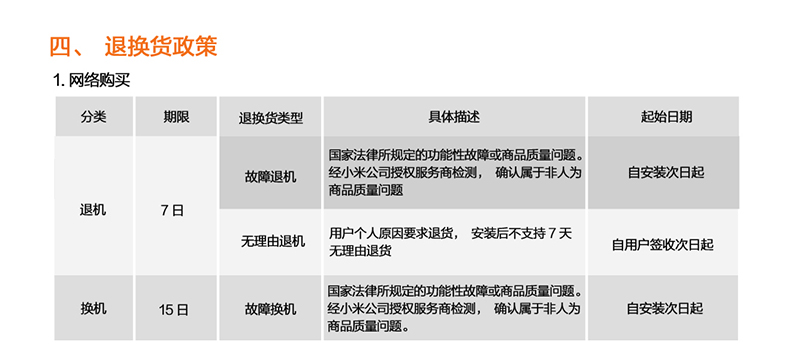 四、 退换货政策
1. 网络购买
分类 期限 退换货类型 具体描述 起始日期
退机 7 日 故障退机 国家法律所规定的功能性故障或商品质量问题。
经小米公司授权服务商检测， 确认属于非人为
商品质量问题 自安装次日起
无理由退机 用户个人原因要求退货， 安装后不支持 7 天
无理由退货 自用户签收次日起
换机 15 日 故障换机 国家法律所规定的功能性故障或商品质量问题。
经小米公司授权服务商检测， 确认属于非人为
商品质量问题。 自安装次日起